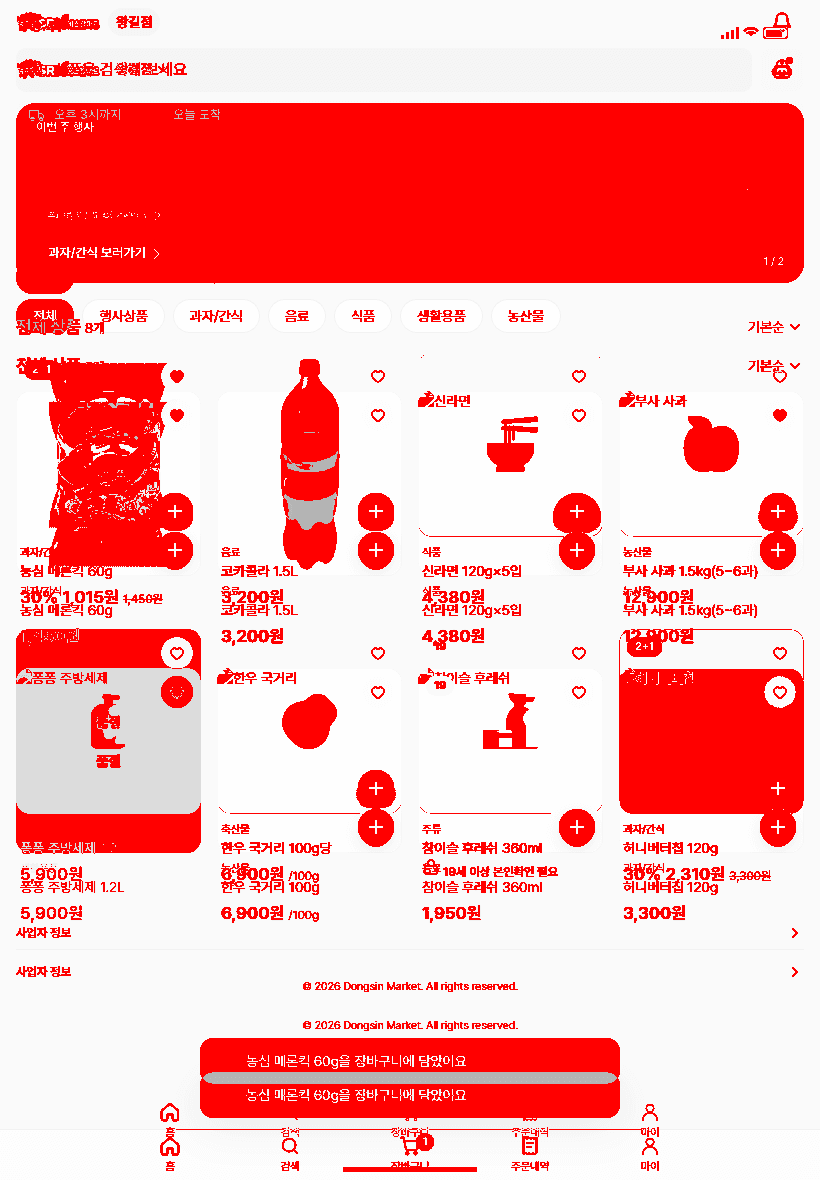 왕길점
오후 3시까지 오늘 도착
이번 주 행사
과자/간식 보러가기
1 / 2
전체 행사상품 과자/간식 음료 식품 생활용품 농산물
전체 상품 8개 기본순
기본순
2+1
신라면 부사 사과
음료 식품 농산물
농심 메론킥 60g 코카콜라 1.5L 신라면 120g×5입 부사 사과 1.5kg(5~6과)
30% 1,015원 1,450원 3,200원 4,380원 12,900원
농심 메론킥 60g 코카콜라 1.5L 신라면 120g×5입 부사 사과 1.5kg(5~6과)
3,200원 4,380원 12,900원
19
2+1
퐁퐁 주방세제 한우 국거리 참이슬 후레쉬
19
품절
품절
축산물 주류 과자/간식
퐁퐁 주방세제 한우 국거리 100g당 참이슬 후레쉬 360ml 허니버터칩 120g
5,900원 6,900원 /100g 19세 이상 본인확인 필요 30% 2,310원 3,300원
퐁퐁 주방세제 1.2L 한우 국거리 100g 참이슬 후레쉬 360ml 허니버터칩 120g
5,900원 6,900원 /100g 1,950원 3,300원
사업자 정보
사업자 정보
© 2026 Dongsin Market. All rights reserved.
© 2026 Dongsin Market. All rights reserved.
농심 메론킥 60g을 장바구니에 담았어요
농심 메론킥 60g을 장바구니에 담았어요
홈 검색 장바구니 주문내역 마이
1
홈 검색 장바구니 주문내역 마이